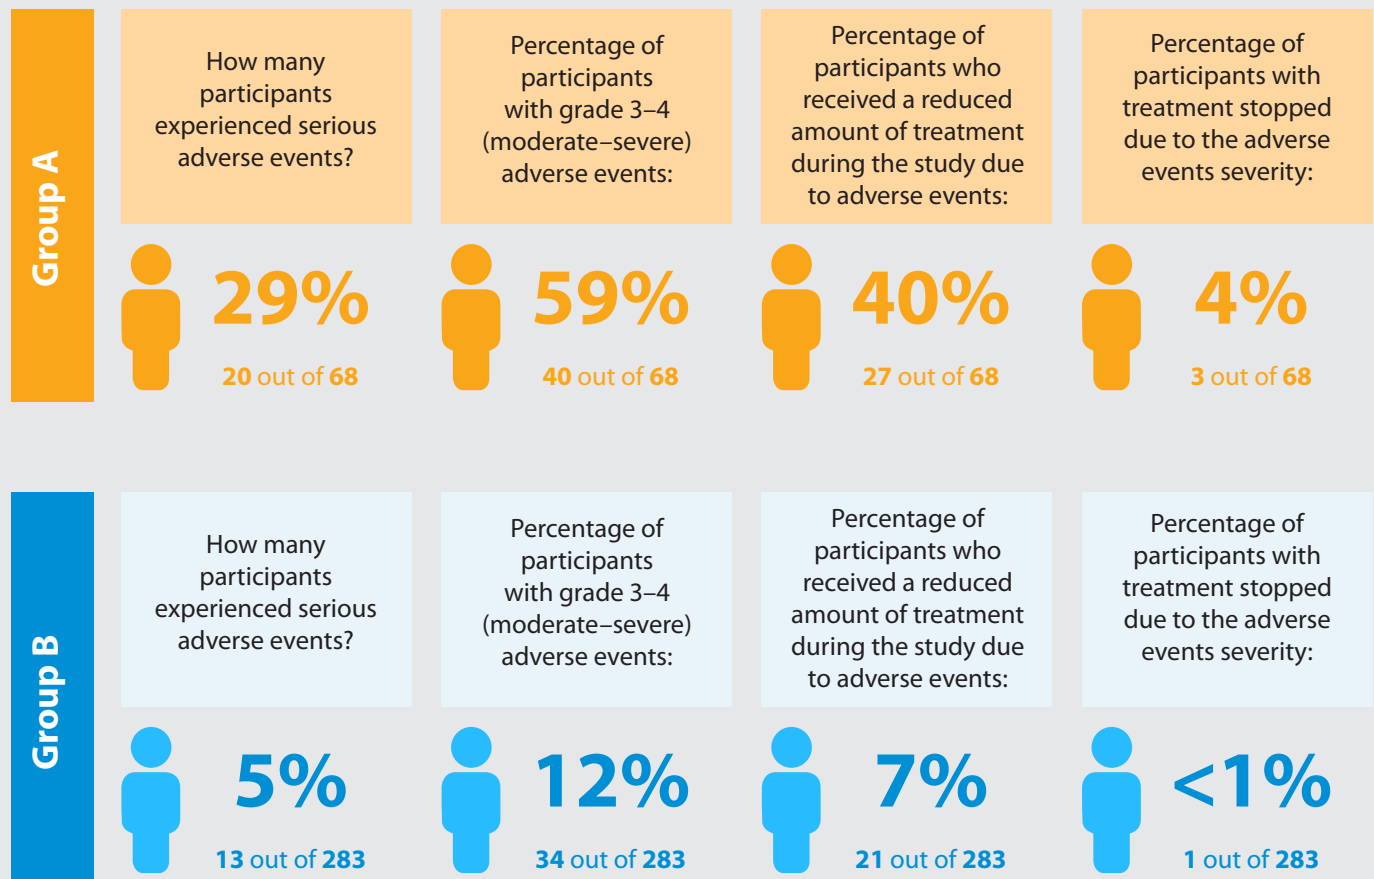 Group A
How many
participants
experienced serious
adverse events?
Percentage of
participants
with grade 3–4
(moderate–severe)
adverse events:
Percentage of
participants who
received a reduced
amount of treatment
during the study due
to adverse events:
Percentage of
participants with
treatment stopped
due to the adverse
events severity:
29%
20 out of 68
59%
40 out of 68
40%
27 out of 68
4%
3 out of 68
Group B
How many
participants
experienced serious
adverse events?
Percentage of
participants
with grade 3–4
(moderate–severe)
adverse events:
Percentage of
participants who
received a reduced
amount of treatment
during the study due
to adverse events:
Percentage of
participants with
treatment stopped
due to the adverse
events severity:
5%
13 out of 283
12%
34 out of 283
7%
21 out of 283
<1%
1 out of 283